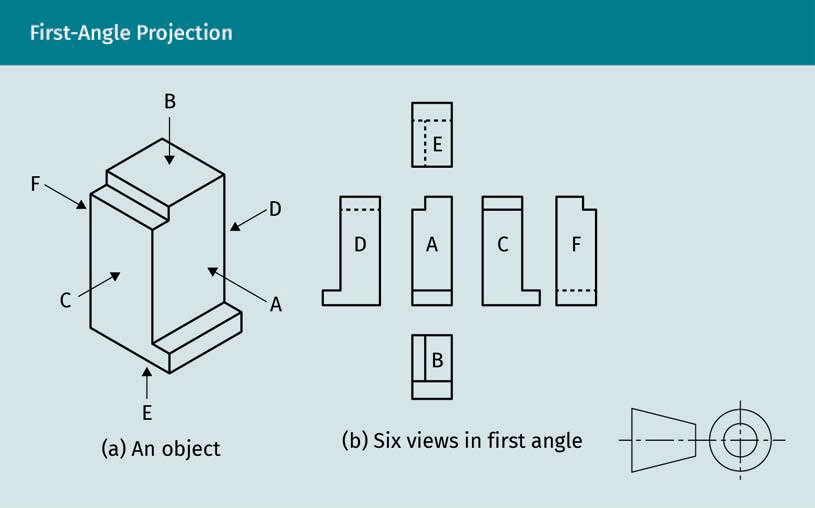 First-Angle Projection
B
F
D
C
A
E
(a) An object
E
D
A
C
F
B
(b) Six views in first angle